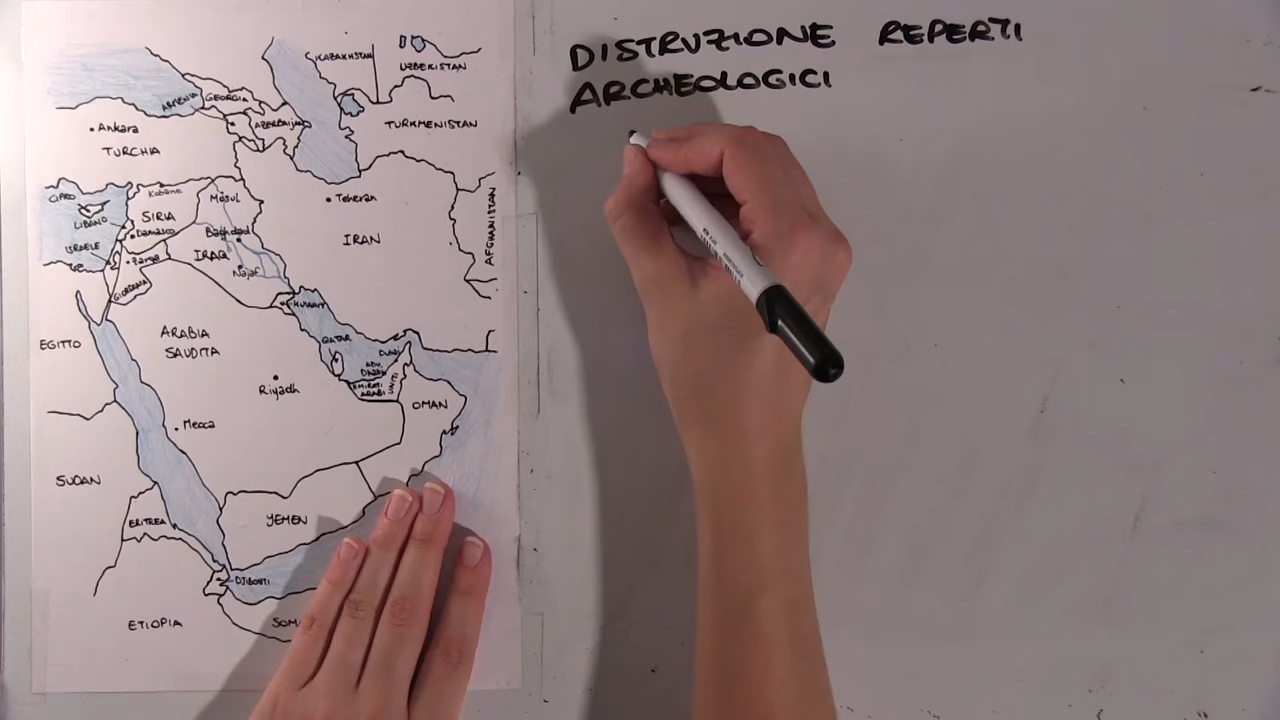 DISTRUZIONE REPERTI
ARCHEOLOGICI
KAZAKHSTAN
UZBEKISTAN
GEORGIA
ARMENIA
AZERBAIJAN
TURKMENISTAN
Ankara
TURCHIA
CIPRO
Kobane
Mosul
Teheran
AFGHANISTAN
LIBANO
SIRIA
Damasco
Baghdad
IRAN
ISRAELE
IRAQ
Najaf
GIORDANIA
KUWAIT
EGITTO
ARABIA
SAUDITA
QATAR
DUBAI
ABU
DHABI
EMIRATI
ARABI
UNITI
Riyadh
OMAN
Mecca
SUDAN
ERITREA
YEMEN
DJIBOUTI
ETIOPIA